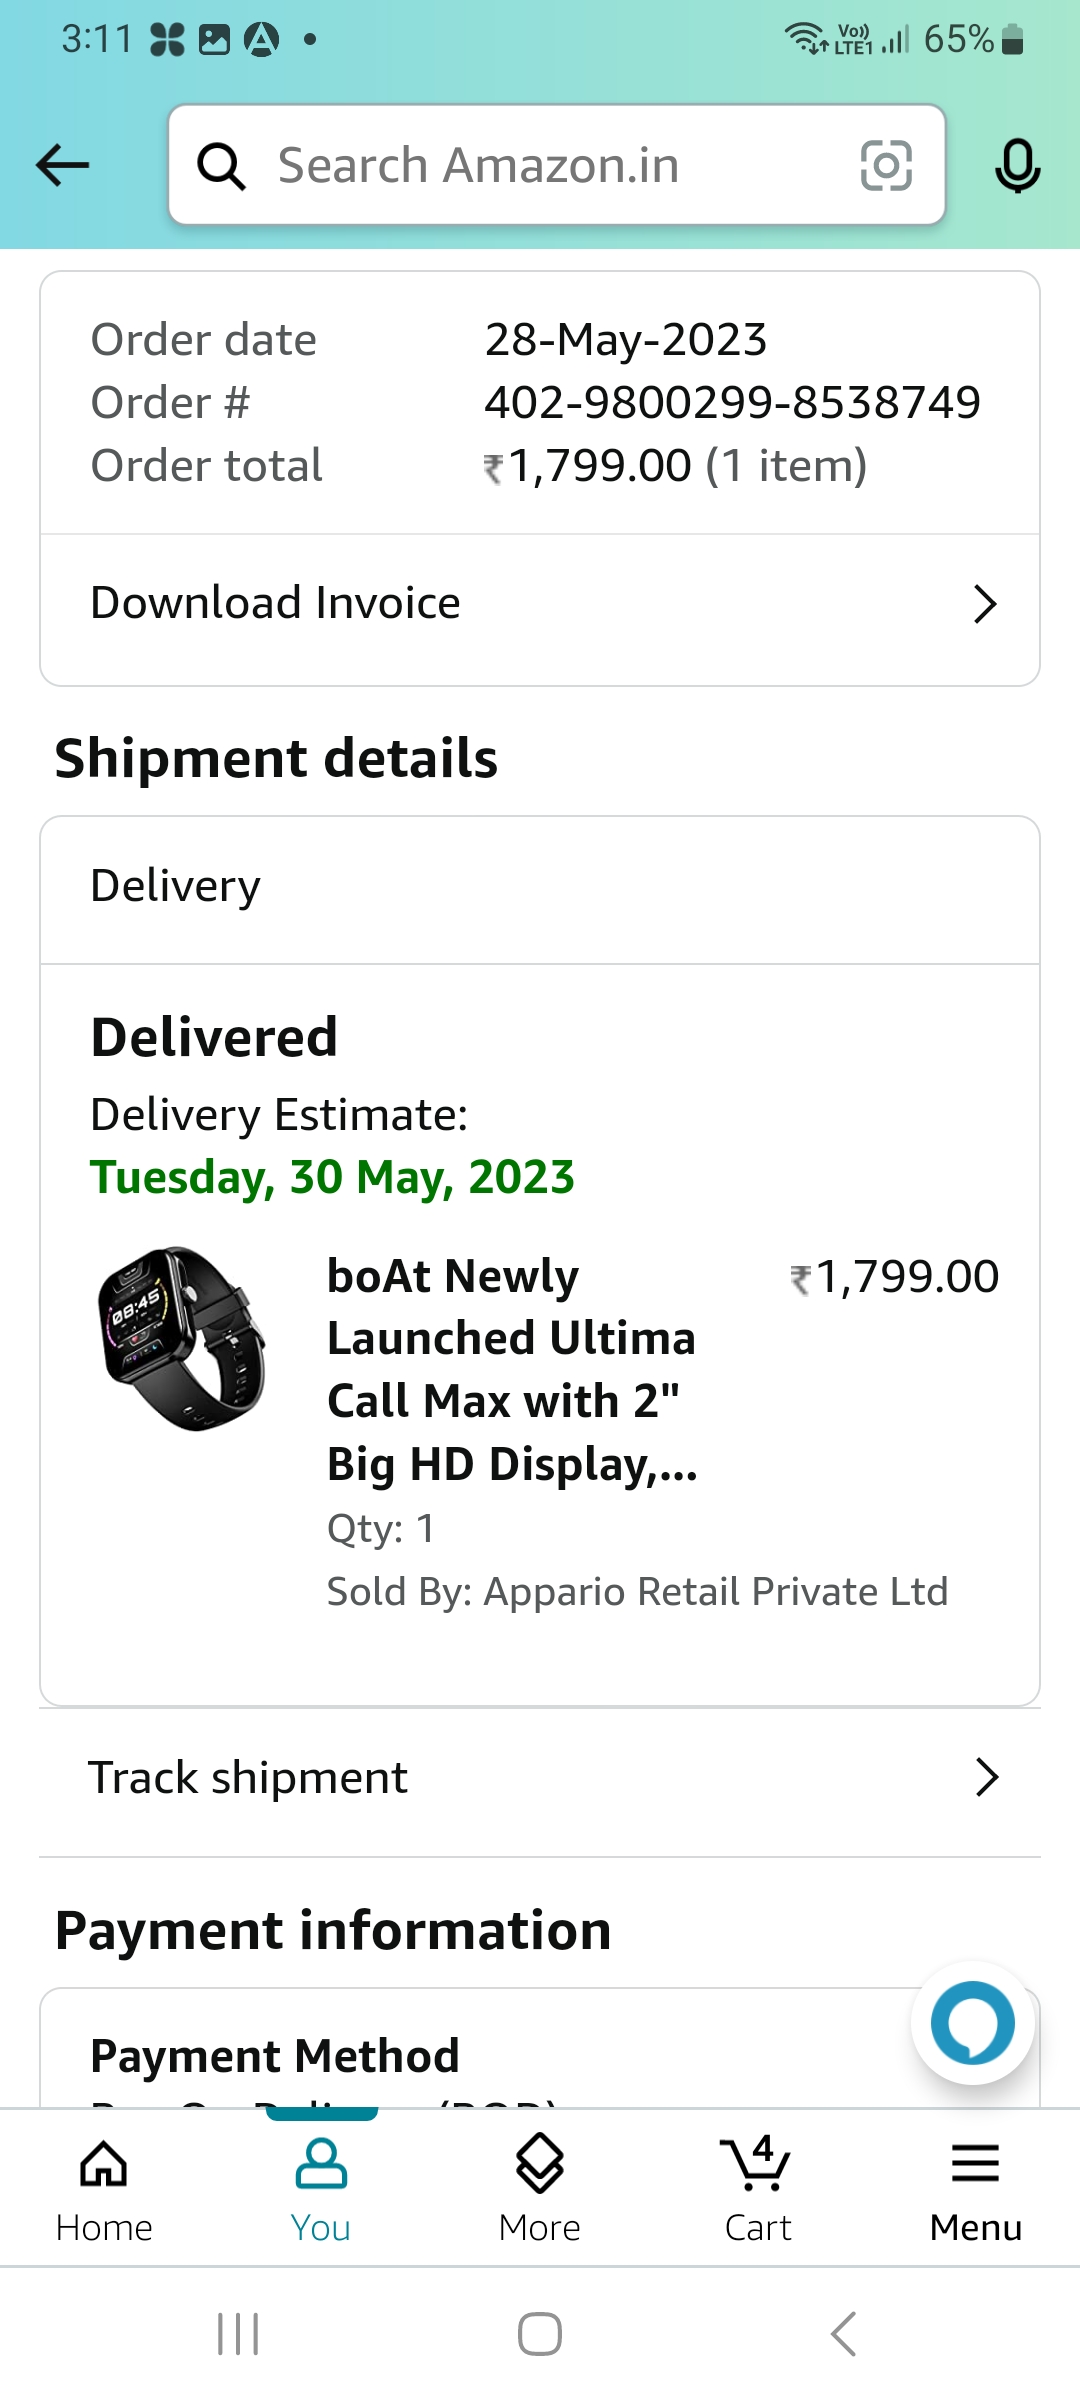 3:11 Vo)) LTE1 65%
Search Amazon.in
Order date 28-May-2023
Order # 402-9800299-8538749
Order total ₹1,799.00 (1 item)
Download Invoice
Shipment details
Delivery
Delivered
Delivery Estimate:
Tuesday, 30 May, 2023
08:45
boAt Newly ₹1,799.00
Launched Ultima
Call Max with 2"
Big HD Display,...
Qty: 1
Sold By: Appario Retail Private Ltd
Track shipment
Payment information
Payment Method
4
Home You More Cart Menu